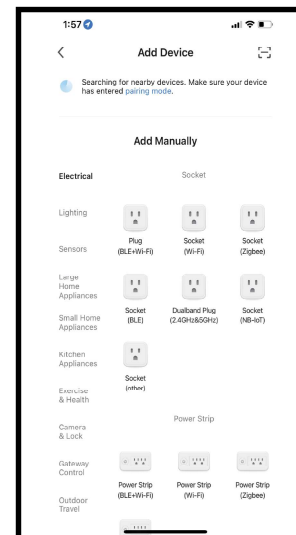 1:57
Add Device
Searching for nearby devices. Make sure your device
has entered pairing mode.
Add Manually
Electrical
Lighting
Sensors
Large
Home
Appliances
Small Home
Appliances
Kitchen
Appliances
Exercise
& Health
Camera
& Lock
Gateway
Control
Outdoor
Travel
Socket
Plug
(BLE+Wi-Fi)
Socket
(Wi-Fi)
Socket
(Zigbee)
Socket
(BLE)
Dualband Plug
(2.4GHz&5GHz)
Socket
(NB-IoT)
Socket
(other)
Power Strip
Power Strip
(BLE+Wi-Fi)
Power Strip
(Wi-Fi)
Power Strip
(Zigbee)